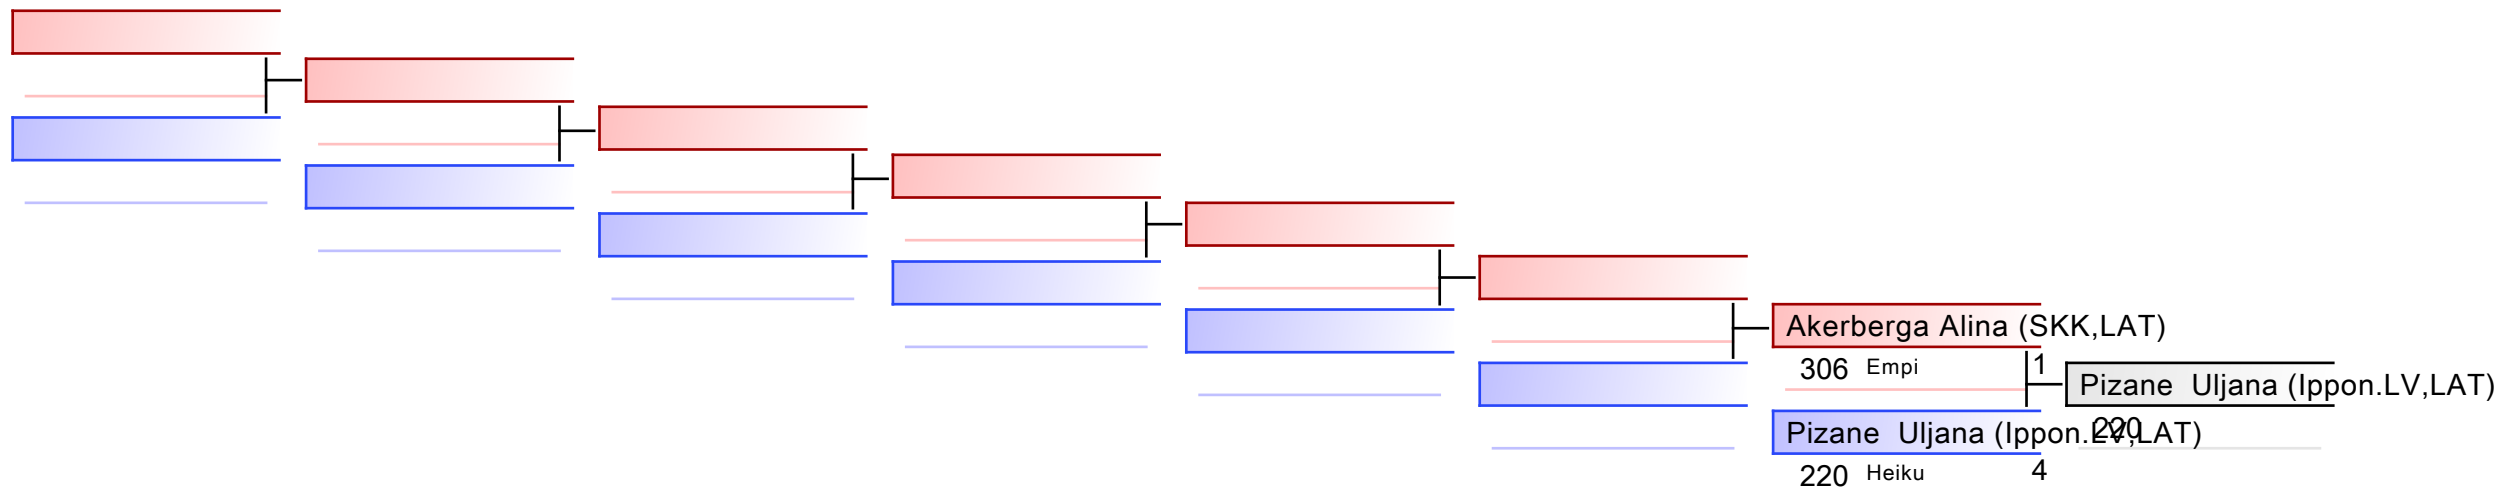 Akerberga Alina (SKK,LAT)
306 Empi 1
Pizane Uljana (Ippon.LV,LAT)
220
Pizane Uljana (Ippon.LV,LAT)
220 Heiku 4